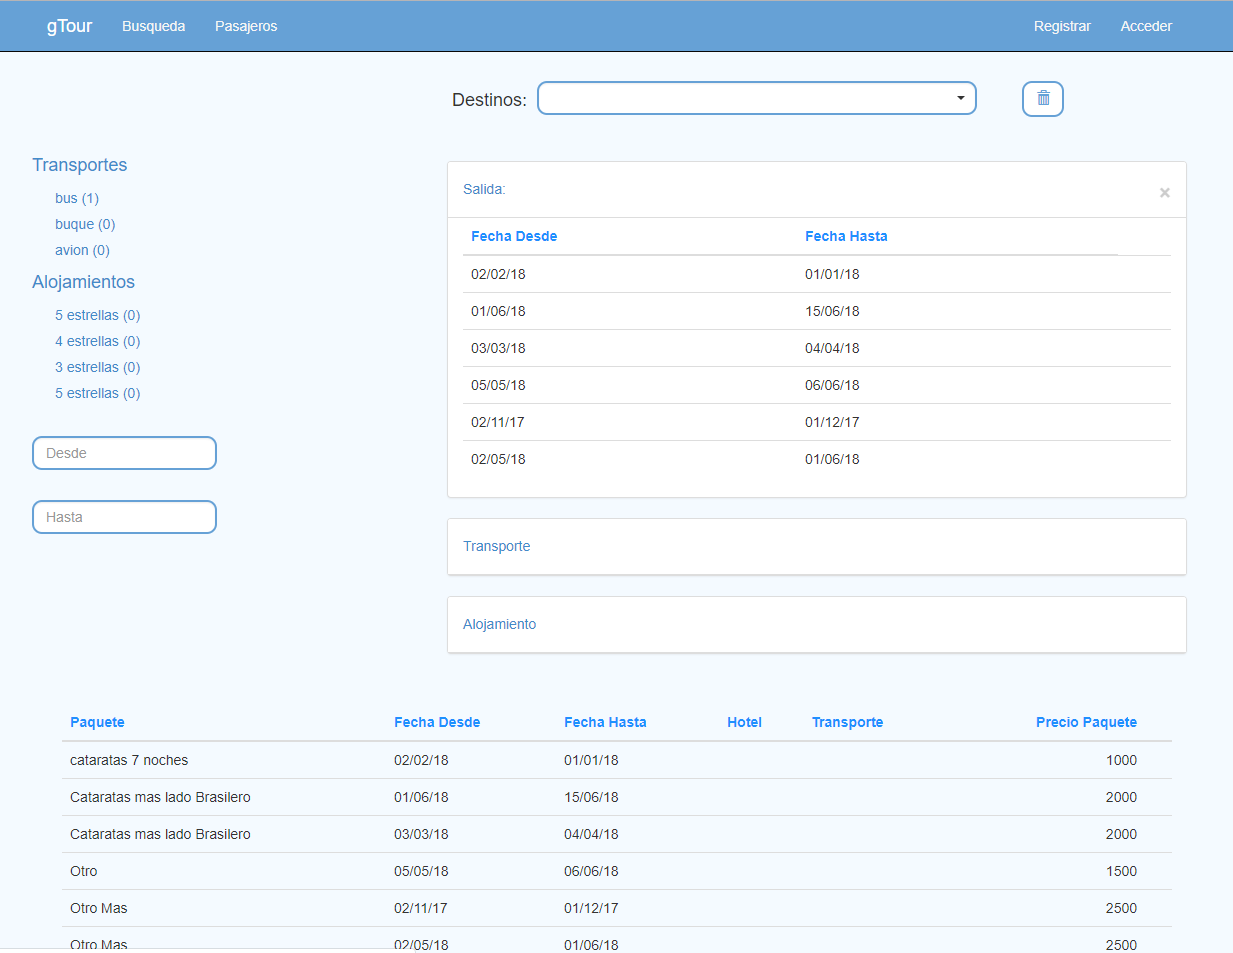 gTour Busqueda Pasajeros Registrar Acceder
Destinos:
Transportes
bus (1)
buque (0)
avion (0)
Alojamientos
5 estrellas (0)
4 estrellas (0)
3 estrellas (0)
5 estrellas (0)
Desde
Hasta
Salida: ×
Fecha Desde Fecha Hasta
02/02/18 01/01/18
01/06/18 15/06/18
03/03/18 04/04/18
05/05/18 06/06/18
02/11/17 01/12/17
02/05/18 01/06/18
Transporte
Alojamiento
Paquete Fecha Desde Fecha Hasta Hotel Transporte Precio Paquete
cataratas 7 noches 02/02/18 01/01/18 1000
Cataratas mas lado Brasilero 01/06/18 15/06/18 2000
Cataratas mas lado Brasilero 03/03/18 04/04/18 2000
Otro 05/05/18 06/06/18 1500
Otro Mas 02/11/17 01/12/17 2500
Otro Mas 02/05/18 01/06/18 2500